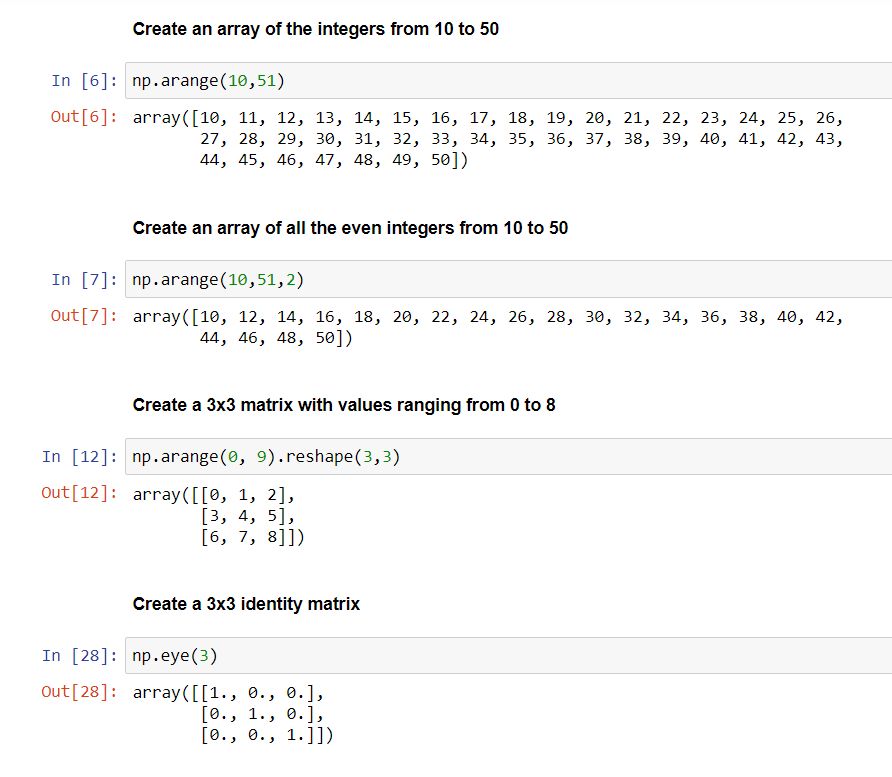 Create an array of the integers from 10 to 50
In [6]: np.arange(10,51)
Out[6]: array([10, 11, 12, 13, 14, 15, 16, 17, 18, 19, 20, 21, 22, 23, 24, 25, 26,
27, 28, 29, 30, 31, 32, 33, 34, 35, 36, 37, 38, 39, 40, 41, 42, 43,
44, 45, 46, 47, 48, 49, 50])
Create an array of all the even integers from 10 to 50
In [7]: np.arange(10,51,2)
Out[7]: array([10, 12, 14, 16, 18, 20, 22, 24, 26, 28, 30, 32, 34, 36, 38, 40, 42,
44, 46, 48, 50])
Create a 3x3 matrix with values ranging from 0 to 8
In [12]: np.arange(0, 9).reshape(3,3)
Out[12]: array([[0, 1, 2],
[3, 4, 5],
[6, 7, 8]])
Create a 3x3 identity matrix
In [28]: np.eye(3)
Out[28]: array([[1., 0., 0.],
[0., 1., 0.],
[0., 0., 1.]])